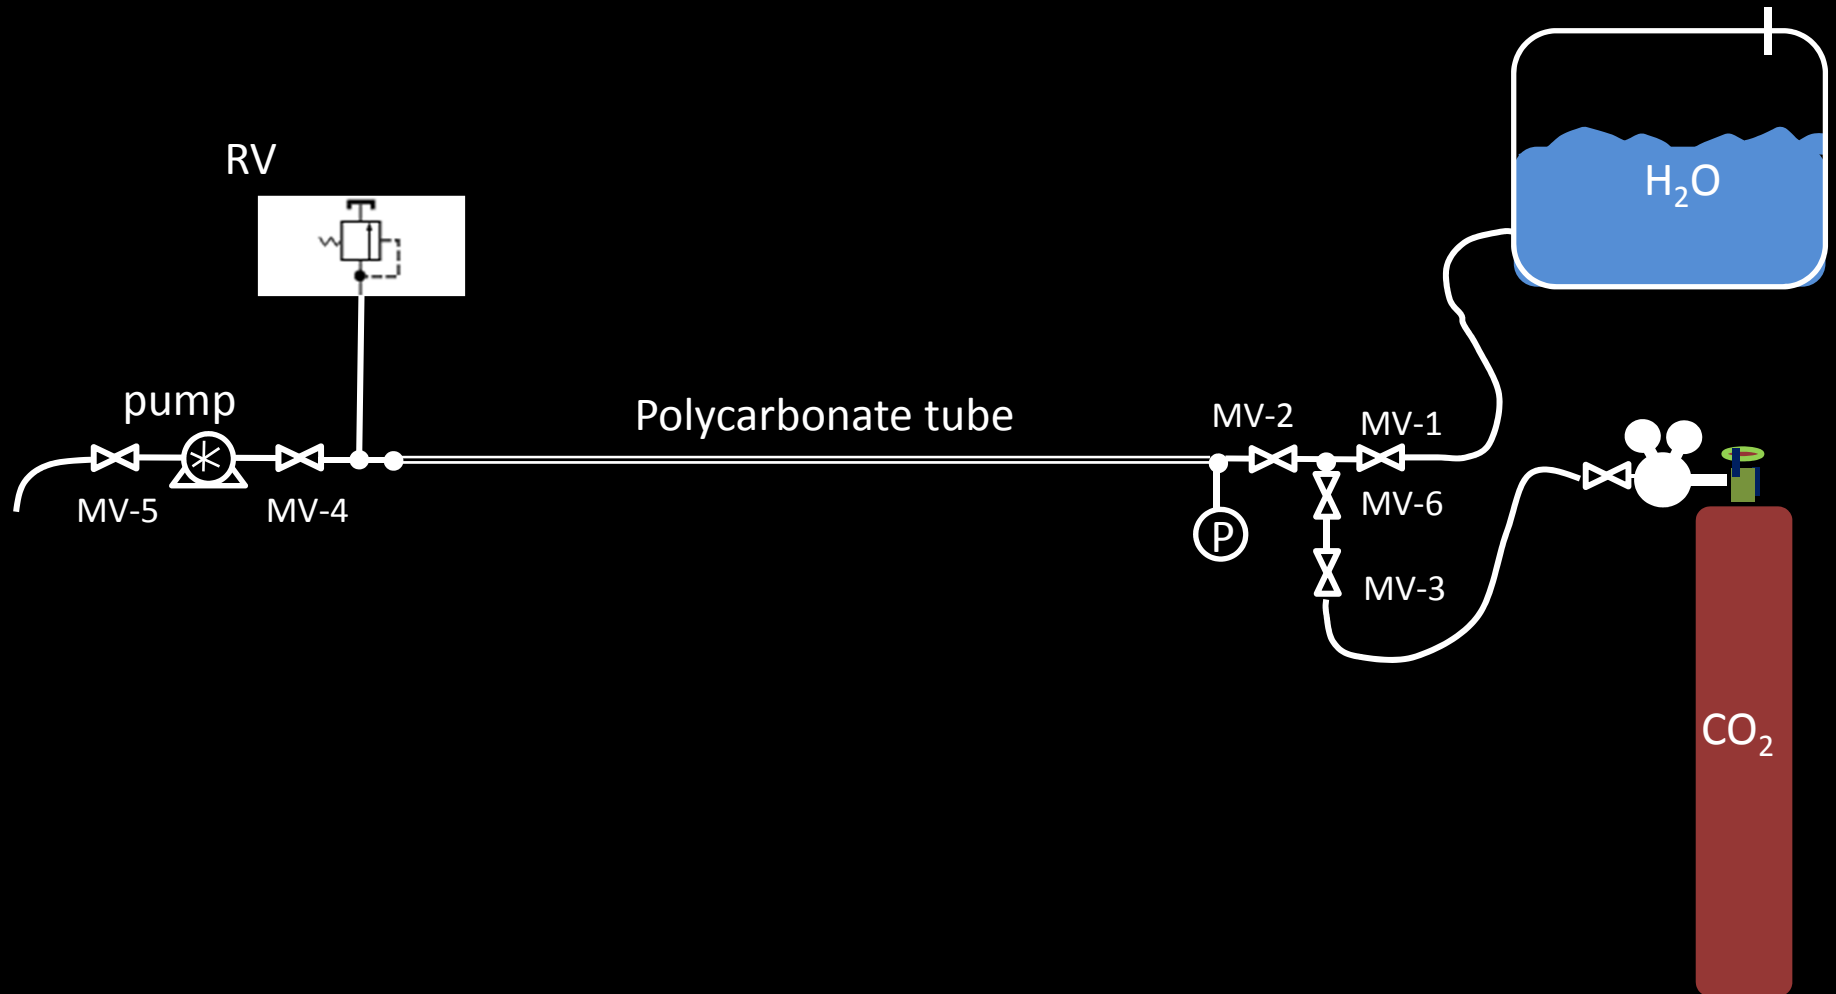 RV
H₂O
pump
Polycarbonate tube
MV-2
MV-1
MV-5
MV-4
MV-6
P
MV-3
CO₂